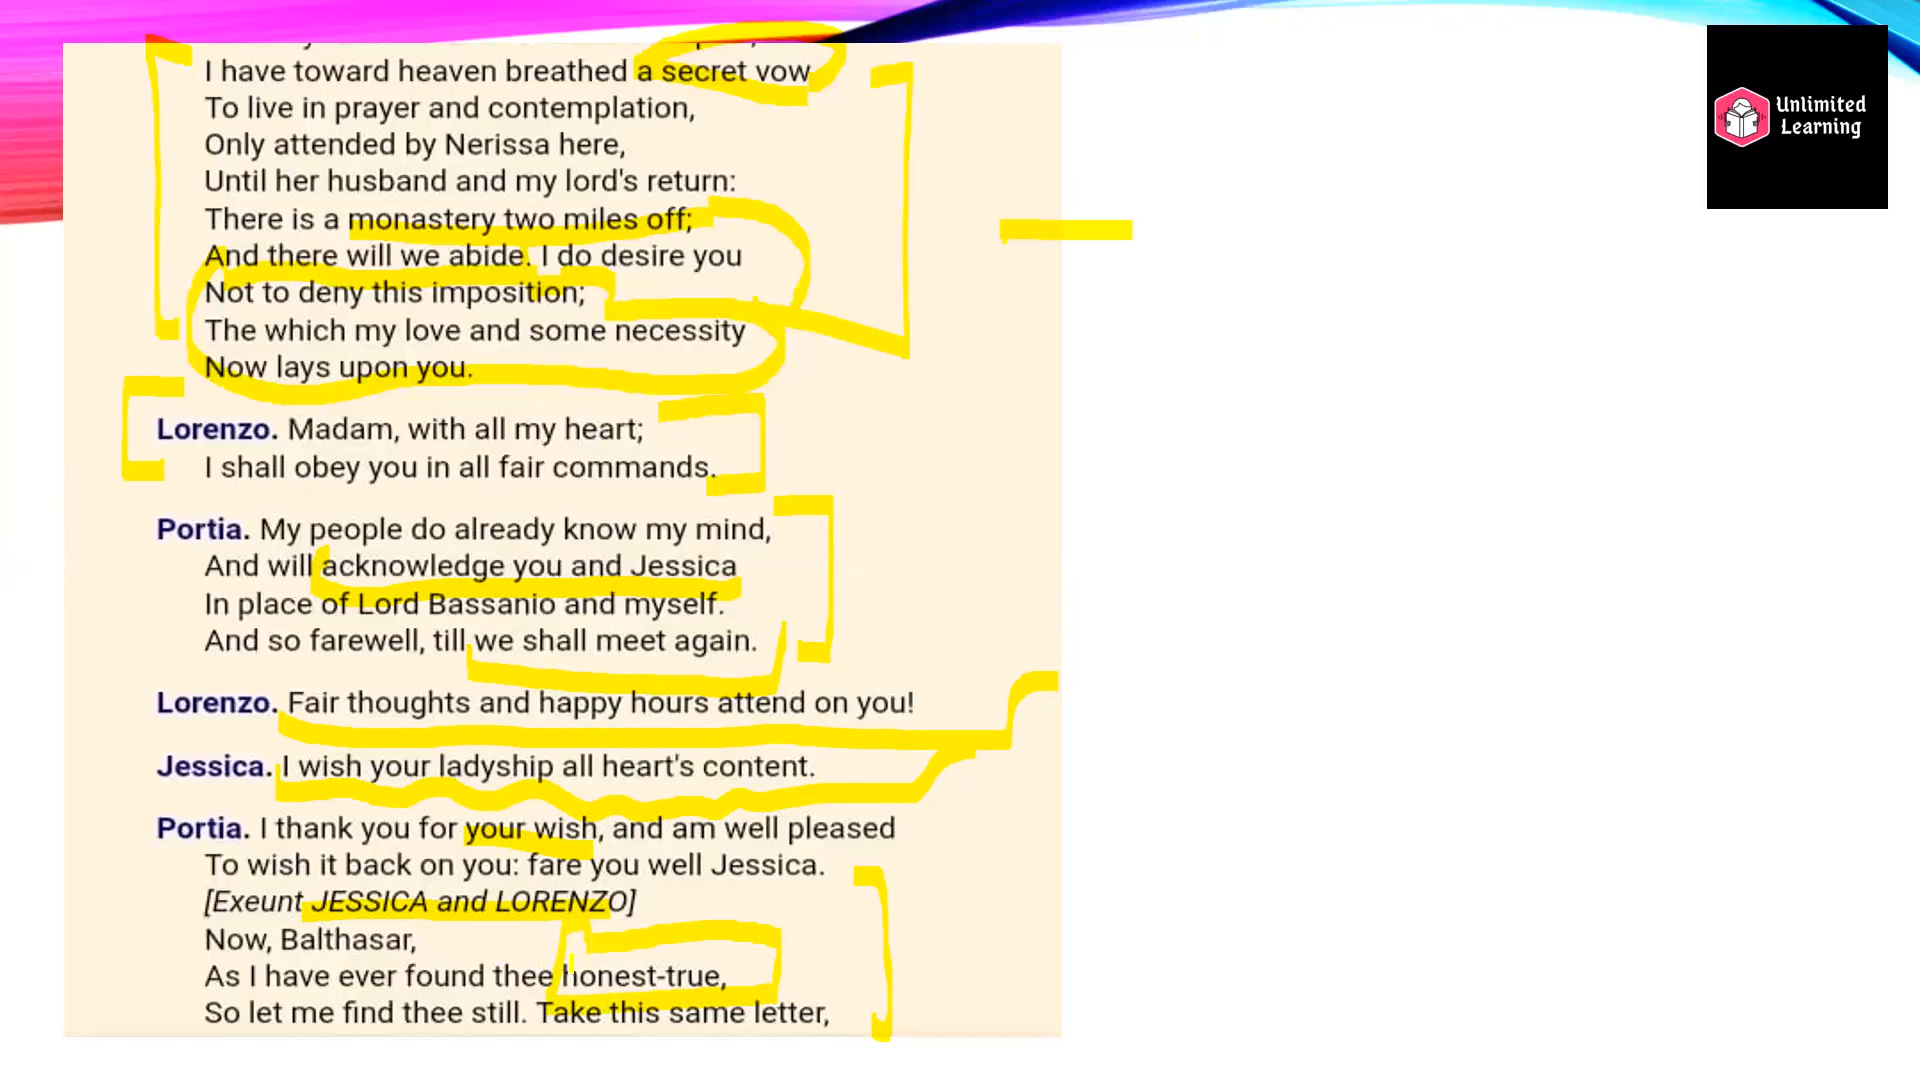 I have toward heaven breathed a secret vow
To live in prayer and contemplation,
Only attended by Nerissa here,
Until her husband and my lord's return:
There is a monastery two miles off;
And there will we abide. I do desire you
Not to deny this imposition;
The which my love and some necessity
Now lays upon you.
Lorenzo. Madam, with all my heart;
I shall obey you in all fair commands.
Portia. My people do already know my mind,
And will acknowledge you and Jessica
In place of Lord Bassanio and myself.
And so farewell, till we shall meet again.
Lorenzo. Fair thoughts and happy hours attend on you!
Jessica. I wish your ladyship all heart's content.
Portia. I thank you for your wish, and am well pleased
To wish it back on you: fare you well Jessica.
[Exeunt JESSICA and LORENZO]
Now, Balthasar,
As I have ever found thee honest-true,
So let me find thee still. Take this same letter,
Unlimited
Learning